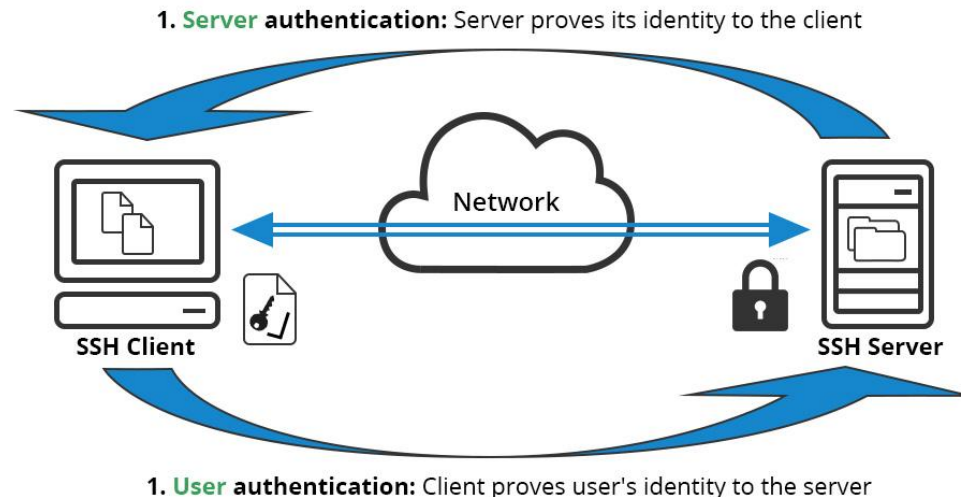 1. Server authentication: Server proves its identity to the client
Network
SSH Client
SSH Server
1. User authentication: Client proves user's identity to the server